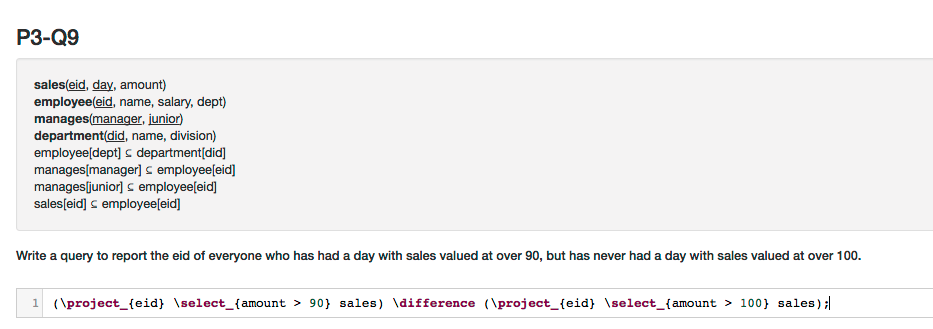 P3-Q9
sales(eid, day, amount)
employee(eid, name, salary, dept)
manages(manager, junior)
department(did, name, division)
employee[dept] ⊆ department[did]
manages[manager] ⊆ employee[eid]
manages[junior] ⊆ employee[eid]
sales[eid] ⊆ employee[eid]
Write a query to report the eid of everyone who has had a day with sales valued at over 90, but has never had a day with sales valued at over 100.
1 (\project_{eid} \select_{amount > 90} sales) \difference (\project_{eid} \select_{amount > 100} sales);